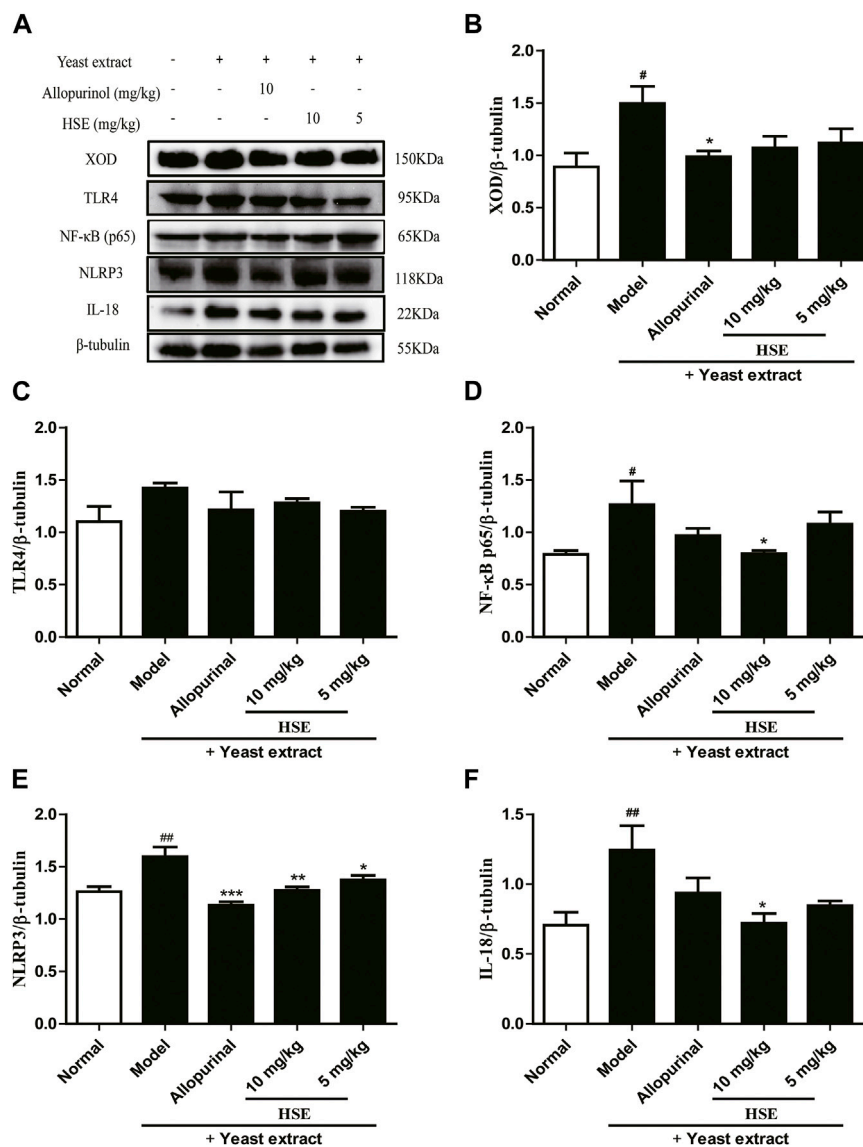 A
Yeast extract - + + + +
Allopurinol (mg/kg) - - 10 - -
HSE (mg/kg) - - - 10 5
XOD 150KDa
TLR4 95KDa
NF-κB (p65) 65KDa
NLRP3 118KDa
IL-18 22KDa
β-tubulin 55KDa
B
XOD/β-tubulin
2.0
1.5
1.0
0.5
0.0
#
*
Normal
Model
Allopurinal
10 mg/kg
5 mg/kg
HSE
+ Yeast extract
C
TLR4/β-tubulin
2.0
1.5
1.0
0.5
0.0
Normal
Model
Allopurinal
10 mg/kg
5 mg/kg
HSE
+ Yeast extract
D
NF-κB p65/β-tubulin
2.0
1.5
1.0
0.5
0.0
#
*
Normal
Model
Allopurinal
10 mg/kg
5 mg/kg
HSE
+ Yeast extract
E
NLRP3/β-tubulin
2.0
1.5
1.0
0.5
0.0
##
***
**
*
Normal
Model
Allopurinal
10 mg/kg
5 mg/kg
HSE
+ Yeast extract
F
IL-18/β-tubulin
1.5
1.0
0.5
0.0
##
*
Normal
Model
Allopurinal
10 mg/kg
5 mg/kg
HSE
+ Yeast extract